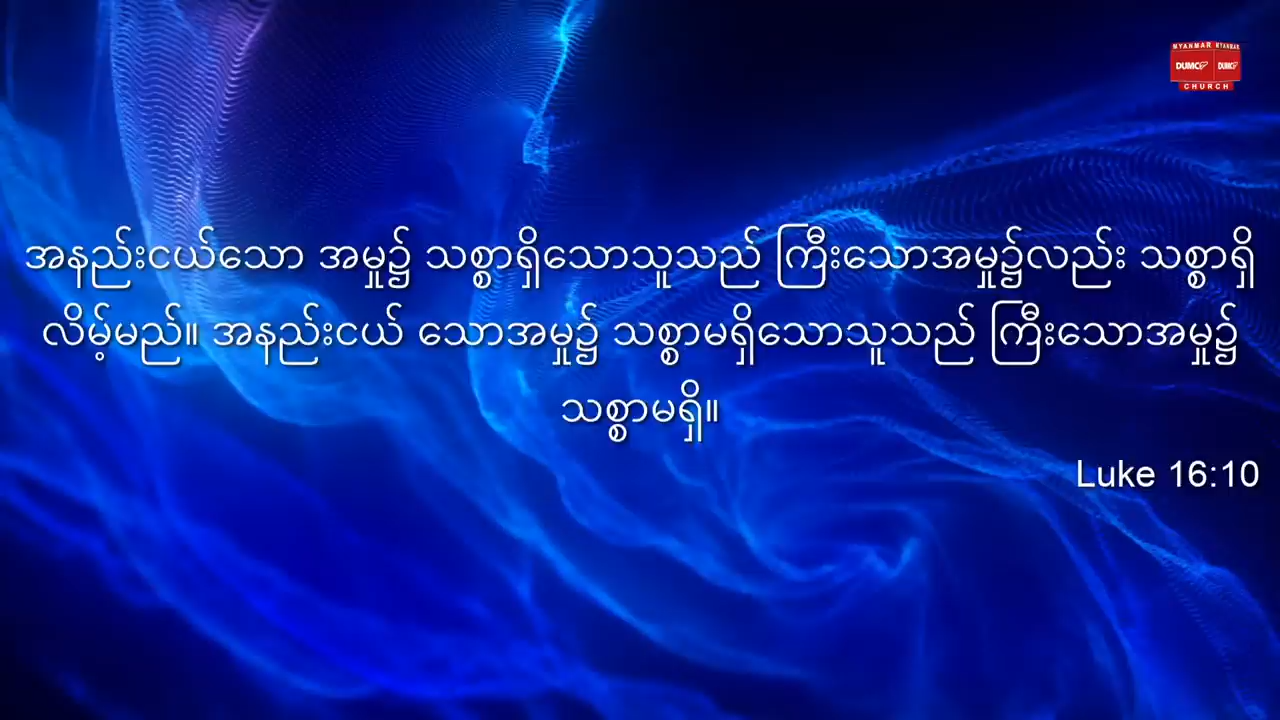 MYANMAR MYANMAR
DUMC DUMC
CHURCH
အနည်းငယ်သော အမှု၌ သစ္စာရှိသောသူသည် ကြီးသောအမှု၌လည်း သစ္စာရှိ
လိမ့်မည်။ အနည်းငယ် သောအမှု၌ သစ္စာမရှိသောသူသည် ကြီးသောအမှု၌
သစ္စာမရှိ။
Luke 16:10